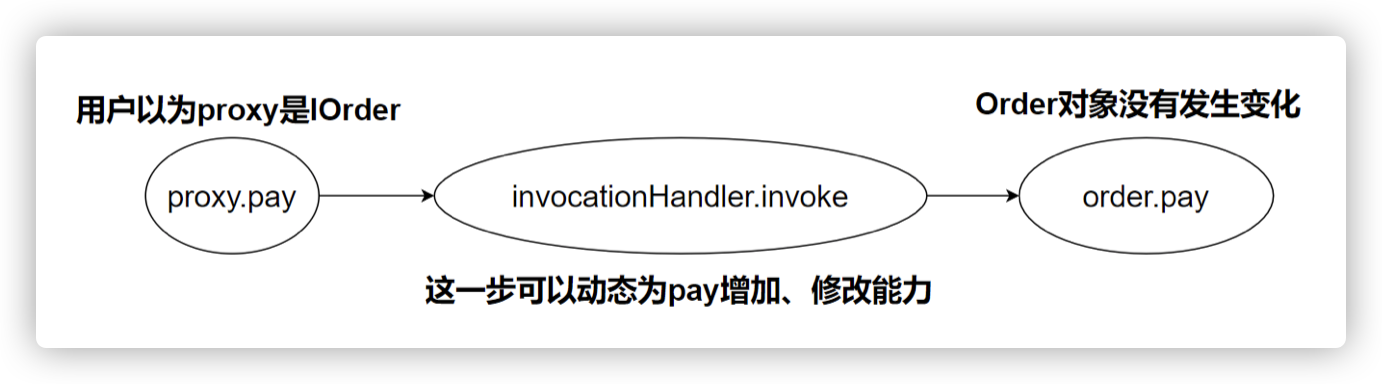 用户以为proxy是IOrder
Order对象没有发生变化
proxy.pay
invocationHandler.invoke
order.pay
这一步可以动态为pay增加、修改能力